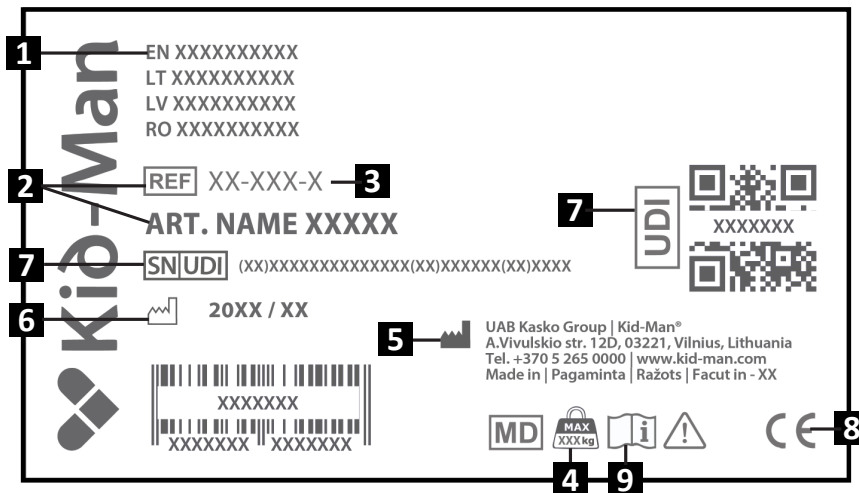 1
EN XXXXXXXXXX
LT XXXXXXXXXX
LV XXXXXXXXXX
RO XXXXXXXXXX
Kid-Man
2
REF XX-XXX-X
3
ART. NAME XXXXX
7
SN UDI (XX)XXXXXXXXXXXXXX(XX)XXXXXX(XX)XXXX
7
UDI
XXXXXXX
6
20XX / XX
5
UAB Kasko Group | Kid-Man®
A.Vivulskio str. 12D, 03221, Vilnius, Lithuania
Tel. +370 5 265 0000 | www.kid-man.com
Made in | Pagaminta | Ražots | Facut in - XX
XXXXXXX
XXXXXXX XXXXXXX
MD
MAX
XXX kg
i
!
CE
8
4
9